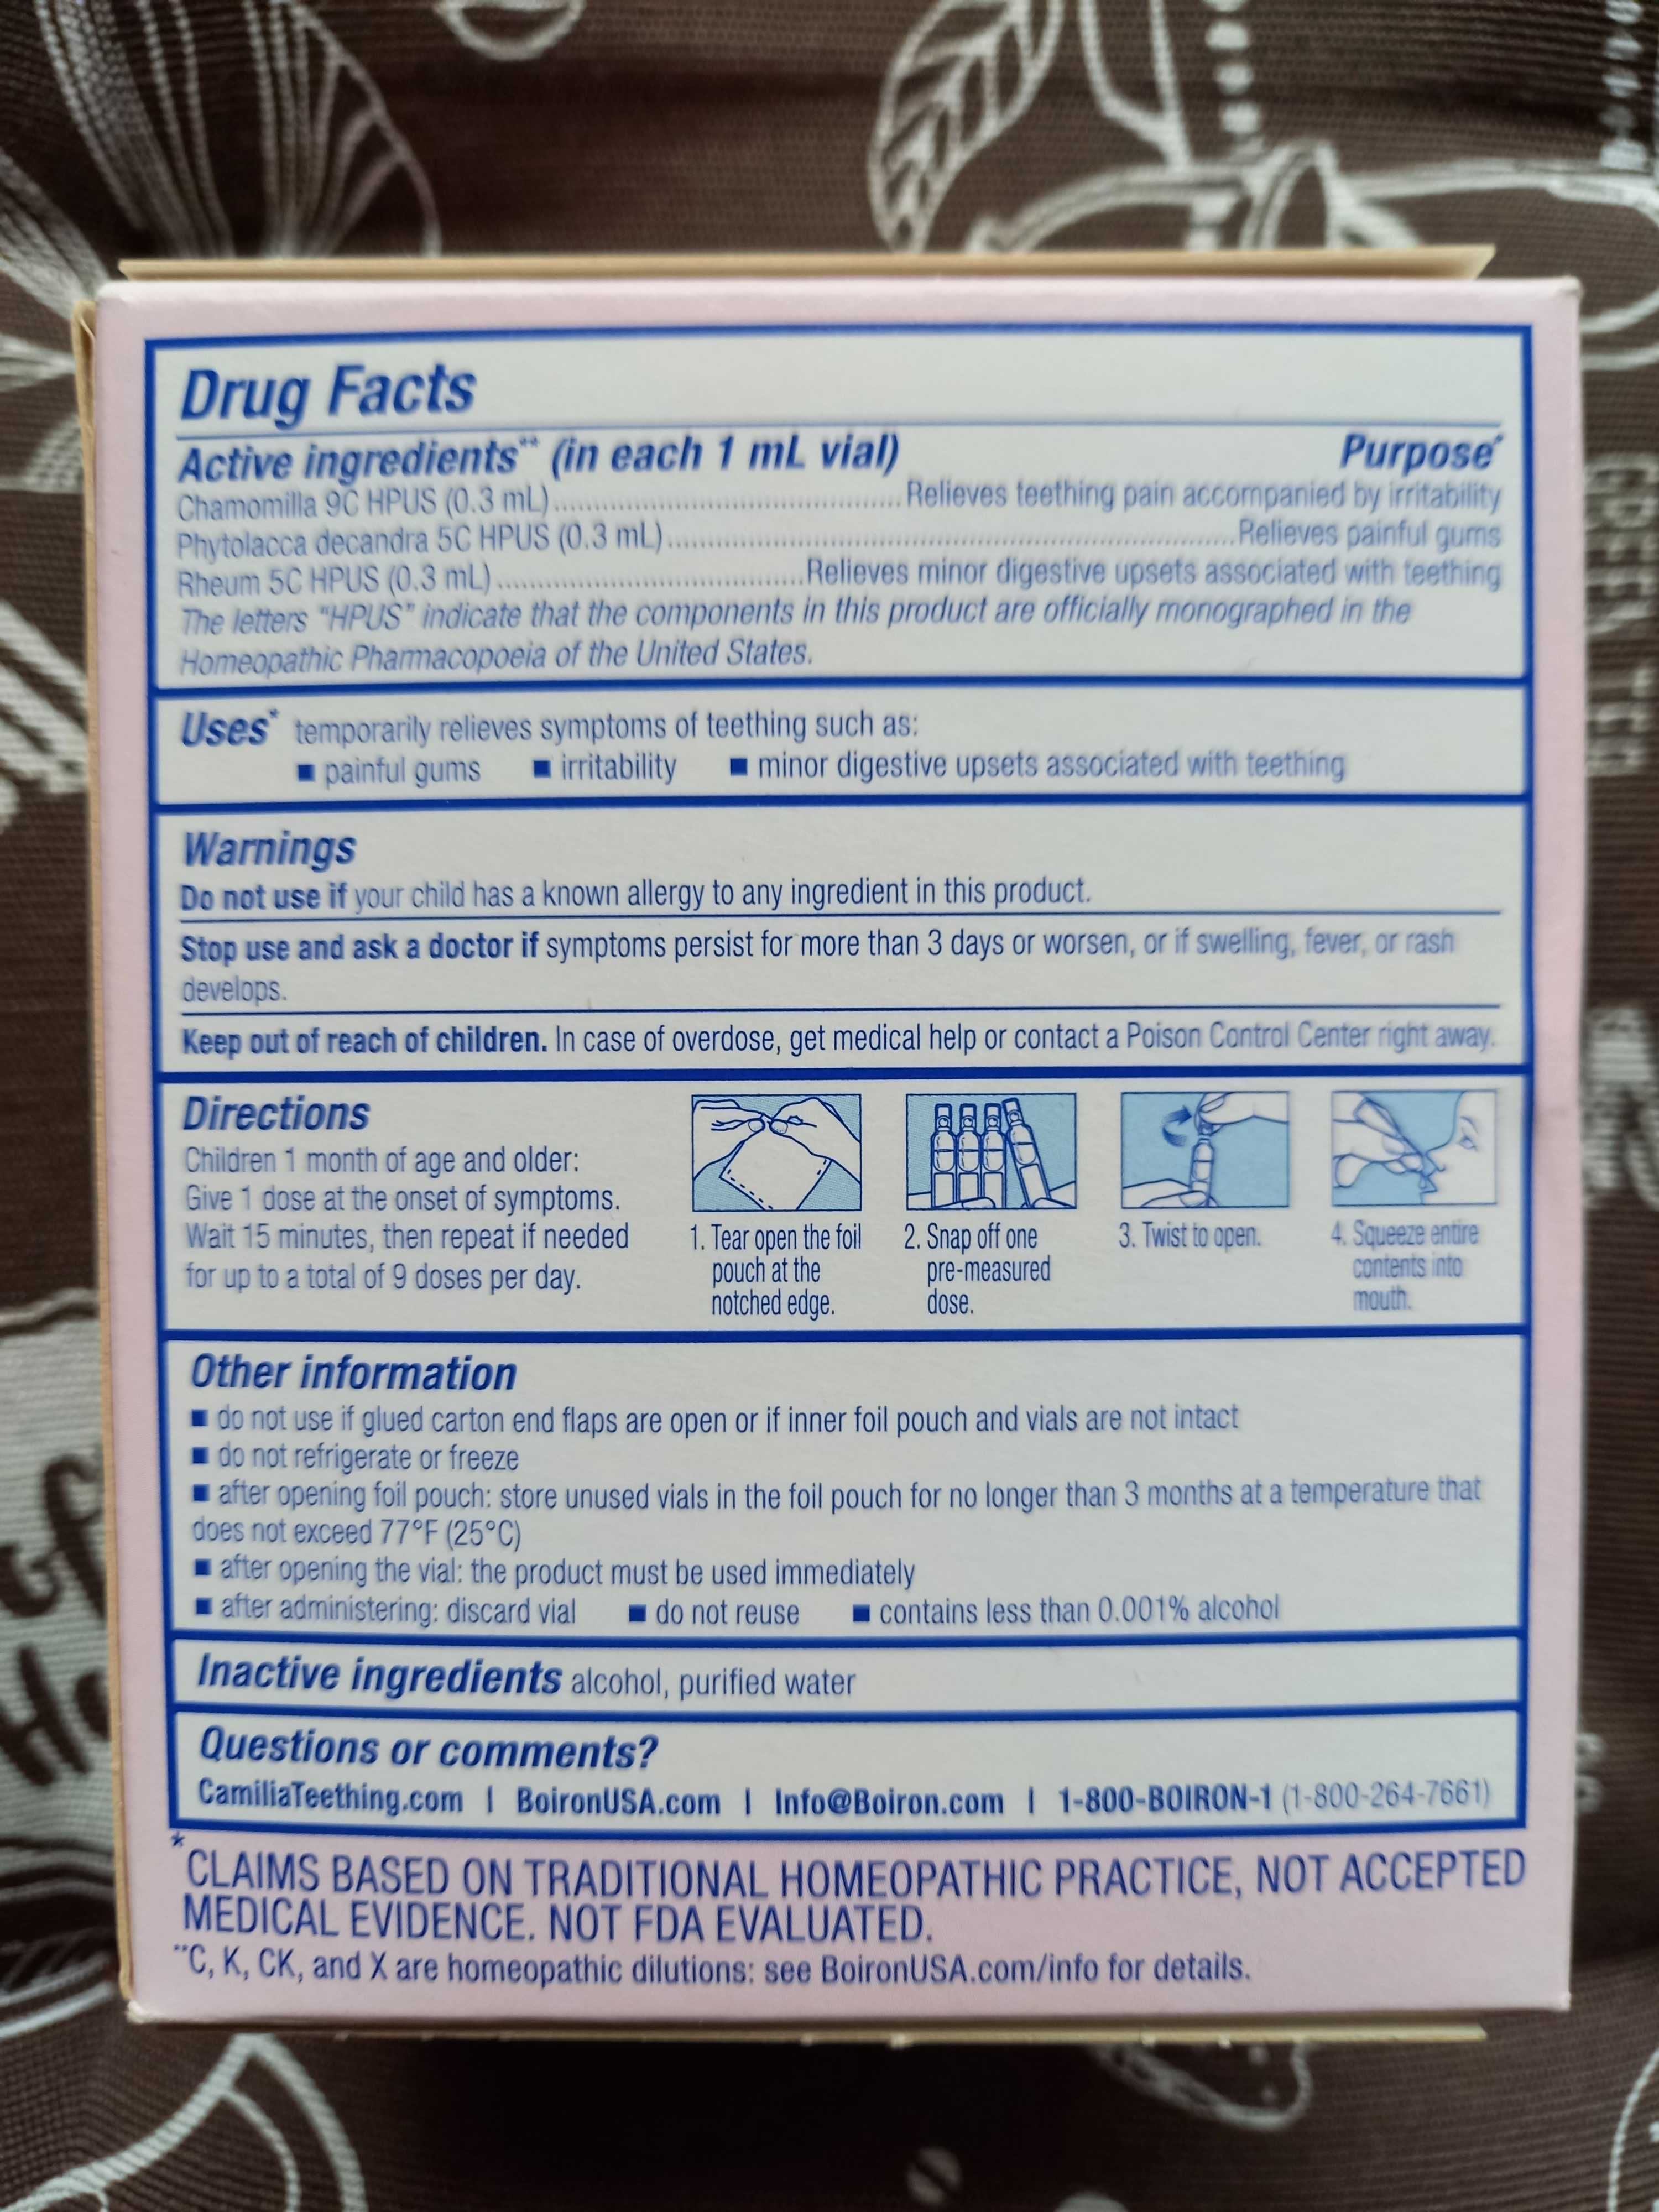 Drug Facts
Active ingredients** (in each 1 mL vial) Purpose*
Chamomilla 9C HPUS (0.3 mL)..........Relieves teething pain accompanied by irritability
Phytolacca decandra 5C HPUS (0.3 mL)..........Relieves painful gums
Rheum 5C HPUS (0.3 mL)..........Relieves minor digestive upsets associated with teething
The letters "HPUS" indicate that the components in this product are officially monographed in the
Homeopathic Pharmacopoeia of the United States.
Uses* temporarily relieves symptoms of teething such as:
■ painful gums ■ irritability ■ minor digestive upsets associated with teething
Warnings
Do not use if your child has a known allergy to any ingredient in this product.
Stop use and ask a doctor if symptoms persist for more than 3 days or worsen, or if swelling, fever, or rash
develops.
Keep out of reach of children. In case of overdose, get medical help or contact a Poison Control Center right away.
Directions
Children 1 month of age and older:
Give 1 dose at the onset of symptoms.
Wait 15 minutes, then repeat if needed
for up to a total of 9 doses per day.
1. Tear open the foil
pouch at the
notched edge.
2. Snap off one
pre-measured
dose.
3. Twist to open.
4. Squeeze entire
contents into
mouth.
Other information
■ do not use if glued carton end flaps are open or if inner foil pouch and vials are not intact
■ do not refrigerate or freeze
■ after opening foil pouch: store unused vials in the foil pouch for no longer than 3 months at a temperature that
does not exceed 77°F (25°C)
■ after opening the vial: the product must be used immediately
■ after administering: discard vial ■ do not reuse ■ contains less than 0.001% alcohol
Inactive ingredients alcohol, purified water
Questions or comments?
CamiliaTeething.com | BoironUSA.com | Info@Boiron.com | 1-800-BOIRON-1 (1-800-264-7661)
*CLAIMS BASED ON TRADITIONAL HOMEOPATHIC PRACTICE, NOT ACCEPTED
MEDICAL EVIDENCE. NOT FDA EVALUATED.
**C, K, CK, and X are homeopathic dilutions: see BoironUSA.com/info for details.